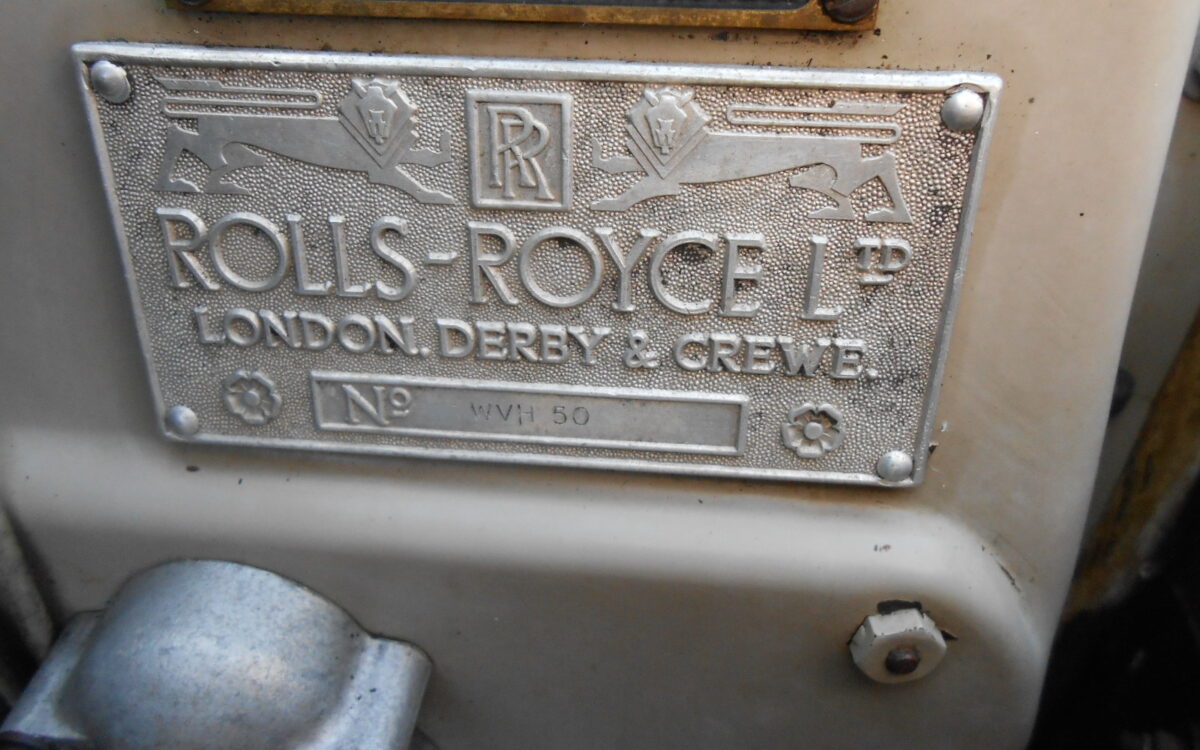 RR
ROLLS-ROYCE LTD
LONDON. DERBY & CREWE.
No WVH 50